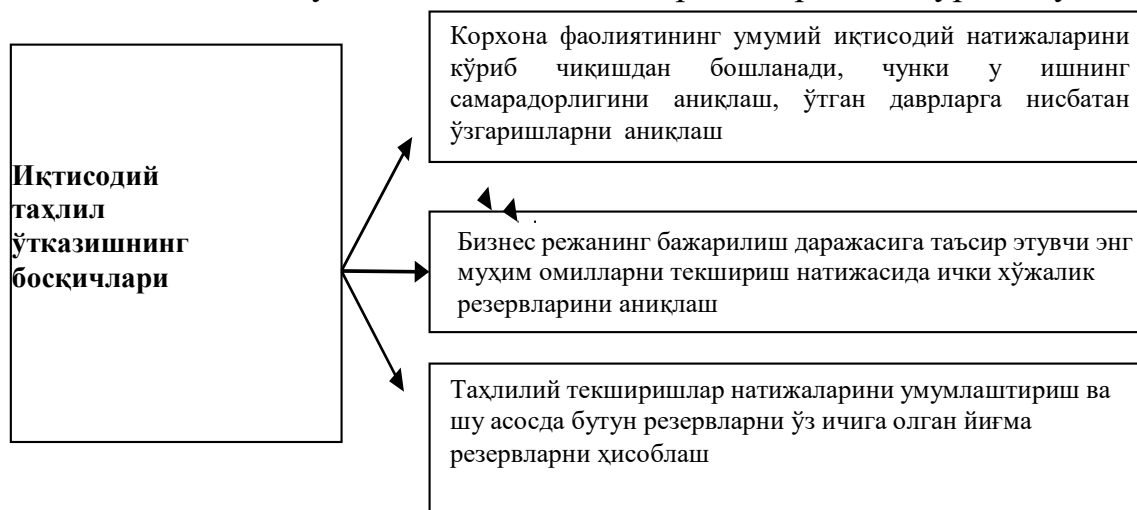 Иқтисодий
таҳлил
ўтказишнинг
босқичлари
Корхона фаолиятининг умумий иқтисодий натижаларини
кўриб чиқишдан бошланади, чунки у ишнинг
самарадорлигини аниқлаш, ўтган даврларга нисбатан
ўзгаришларни аниқлаш
Бизнес режанинг бажарилиш даражасига таъсир этувчи энг
муҳим омилларни текшириш натижасида ички хўжалик
резервларини аниқлаш
Таҳлилий текширишлар натижаларини умумлаштириш ва
шу асосда бутун резервларни ўз ичига олган йиғма
резервларни ҳисоблаш